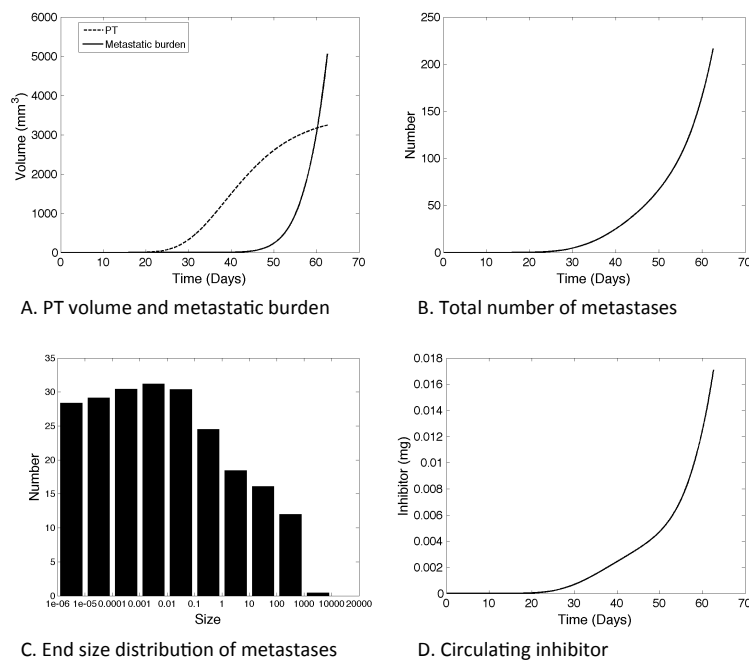 6000
5000
4000
3000
2000
1000
0
Volume (mm3)
PT
Metastatic burden
0 10 20 30 40 50 60 70
Time (Days)
A. PT volume and metastatic burden
250
200
150
100
50
0
Number
0 10 20 30 40 50 60 70
Time (Days)
B. Total number of metastases
35
30
25
20
15
10
5
0
Number
1e-06 1e-05 0.0001 0.001 0.01 0.1 1 10 100 1000 10000 20000
Size
C. End size distribution of metastases
0.018
0.016
0.014
0.012
0.01
0.008
0.006
0.004
0.002
0
Inhibitor (mg)
0 10 20 30 40 50 60 70
Time (Days)
D. Circulating inhibitor